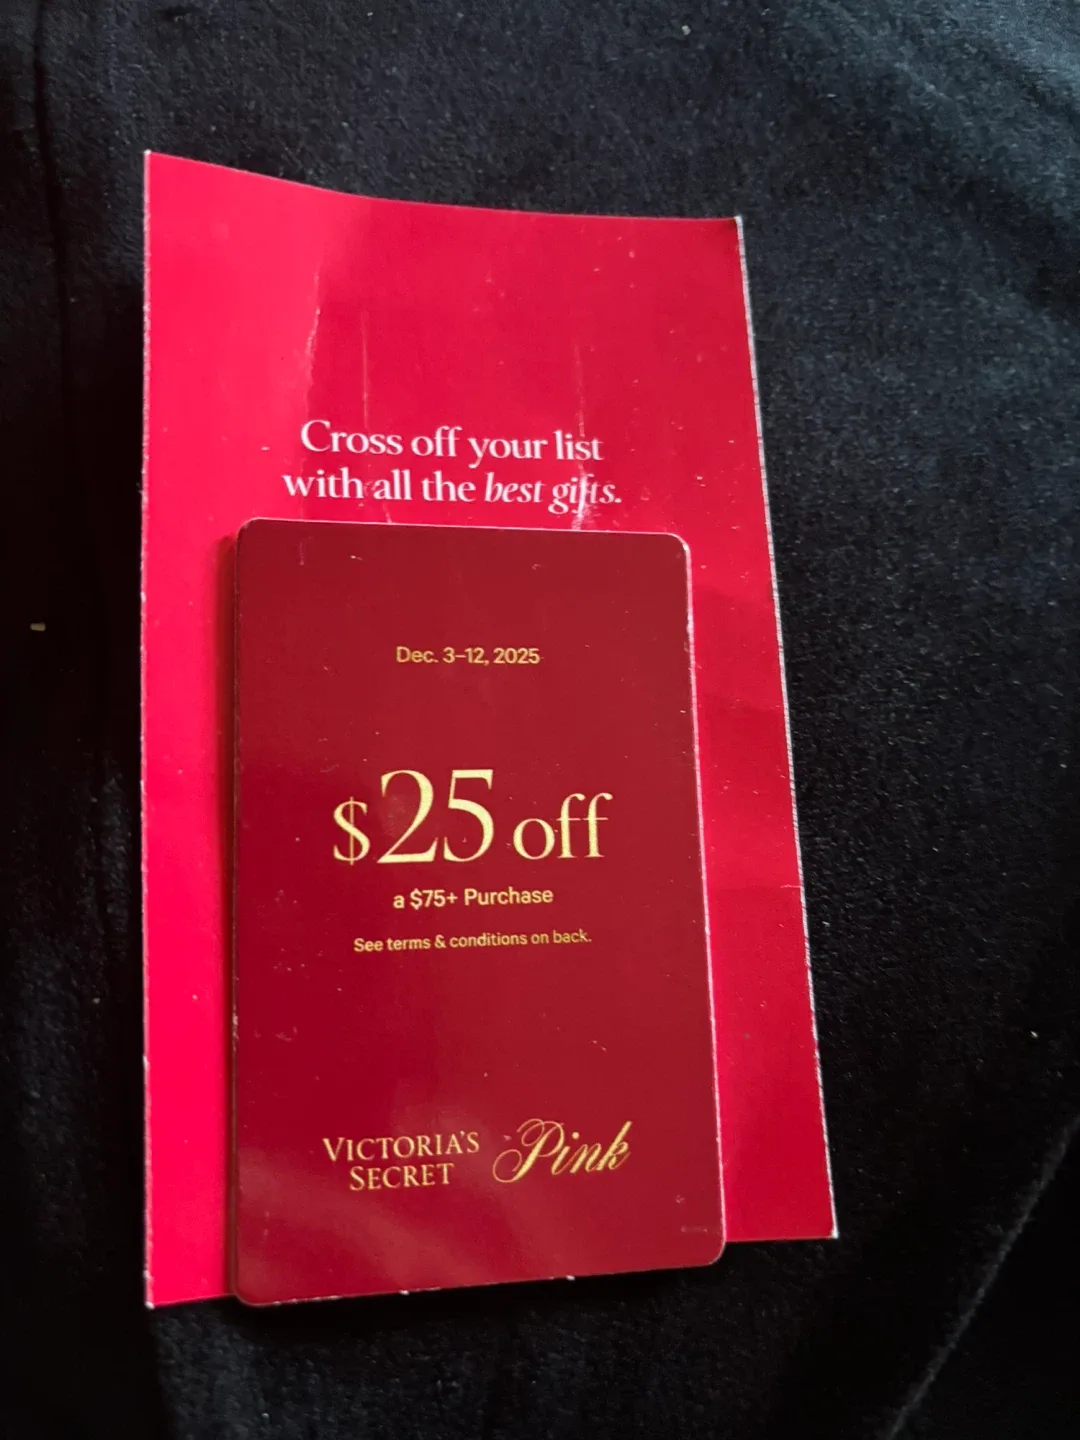 Cross off your list
with all the best gifts.
Dec. 3–12, 2025
$25 off
a $75+ Purchase
See terms & conditions on back.
VICTORIA'S
SECRET
Pink